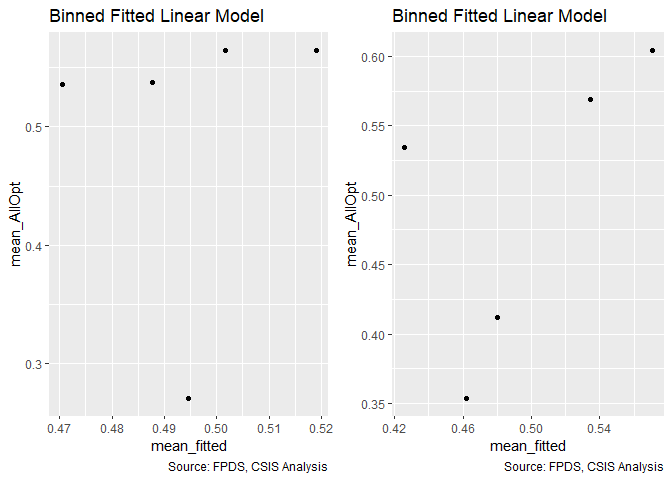 Binned Fitted Linear Model
mean_AllOpt
0.5
0.4
0.3
0.47 0.48 0.49 0.50 0.51 0.52
mean_fitted
Source: FPDS, CSIS Analysis
Binned Fitted Linear Model
mean_AllOpt
0.60
0.55
0.50
0.45
0.40
0.35
0.42 0.46 0.50 0.54
mean_fitted
Source: FPDS, CSIS Analysis